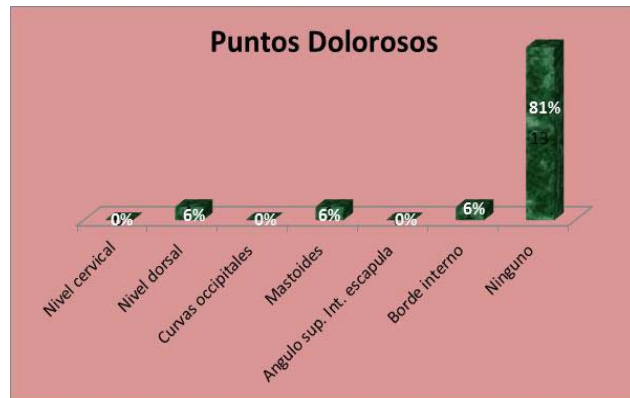 Puntos Dolorosos
81%
13
0%
6%
0%
6%
0%
6%
Nivel cervical
Nivel dorsal
Curvas occipitales
Mastoides
Angulo sup. Int. escapula
Borde interno
Ninguno